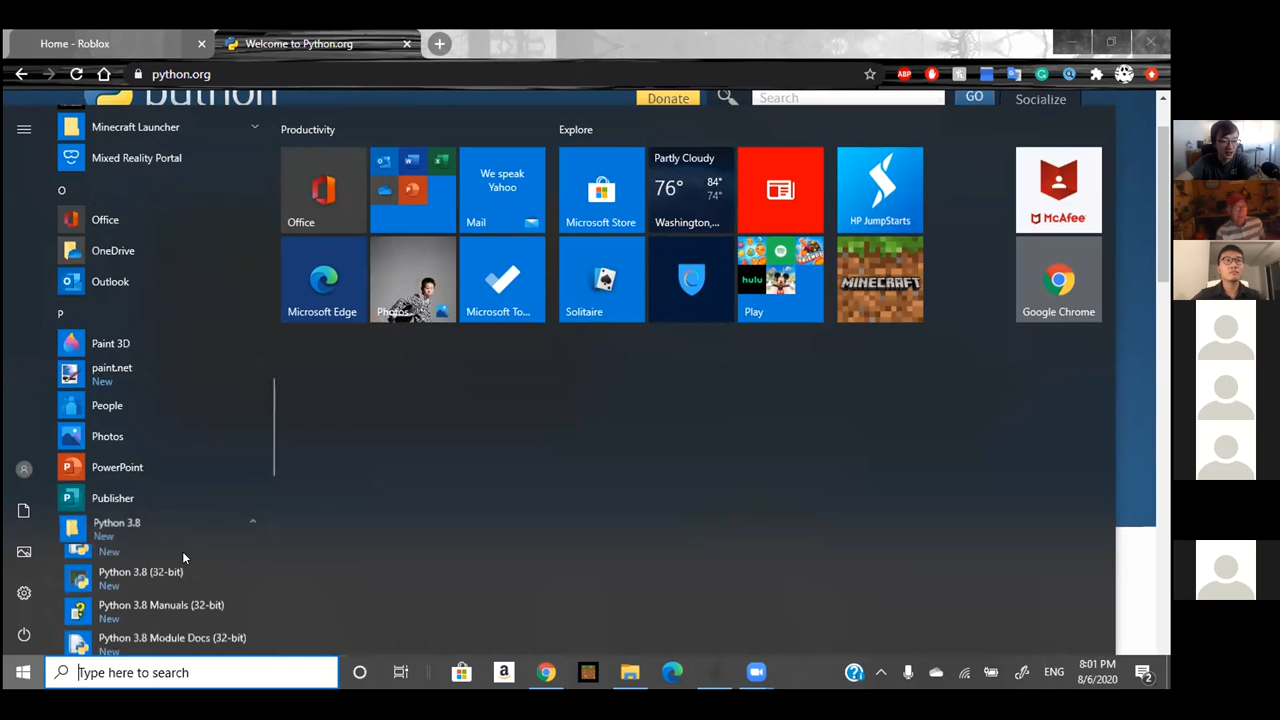 Home - Roblox
Welcome to Python.org
python.org
ABP
python
Donate
Search
GO
Socialize
Minecraft Launcher
Mixed Reality Portal
O
Office
OneDrive
Outlook
P
Paint 3D
paint.net
New
People
Photos
PowerPoint
Publisher
Python 3.8
New
New
Python 3.8 (32-bit)
New
Python 3.8 Manuals (32-bit)
New
Python 3.8 Module Docs (32-bit)
New
Productivity
Explore
Office
We speak
Yahoo
Mail
Microsoft Store
Partly Cloudy
76°
84°
74°
Washington,...
HP JumpStarts
McAfee
Microsoft Edge
Photos
Microsoft To...
Solitaire
hulu
Play
MINECRAFT
Google Chrome
Type here to search
ENG
8:01 PM
8/6/2020
2